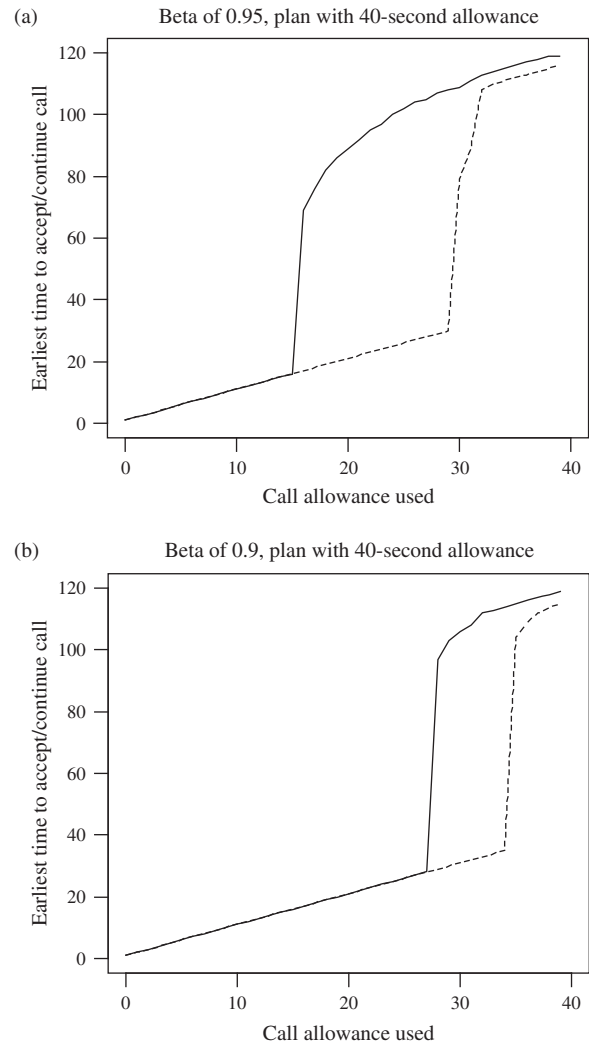 (a)
Beta of 0.95, plan with 40-second allowance
120
100
80
60
40
20
0
Earliest time to accept/continue call
0 10 20 30 40
Call allowance used
(b)
Beta of 0.9, plan with 40-second allowance
120
100
80
60
40
20
0
Earliest time to accept/continue call
0 10 20 30 40
Call allowance used